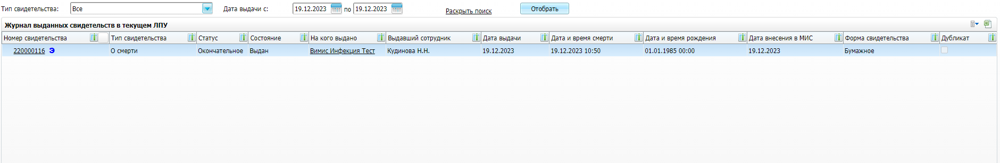 Тип свидетельства: Все Дата выдачи с: 19.12.2023 по 19.12.2023 Раскрыть поиск Отобрать
Журнал выданных свидетельств в текущем ЛПУ
Номер свидетельства Тип свидетельства Статус Состояние На кого выдано Выдавший сотрудник Дата выдачи Дата и время смерти Дата и время рождения Дата внесения в МИС Форма свидетельства Дубликат
220000116 Э О смерти Окончательное Выдан Вимис Инфекция Тест Кудинова Н.Н. 19.12.2023 19.12.2023 10:50 01.01.1985 00:00 19.12.2023 Бумажное